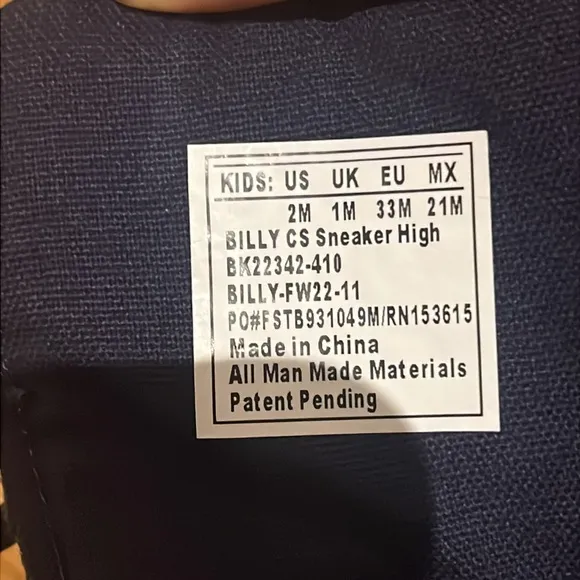 KIDS: US UK EU MX
2M 1M 33M 21M
BILLY CS Sneaker High
BK22342-410
BILLY-FW22-11
PO#FSTB931049M/RN153615
Made in China
All Man Made Materials
Patent Pending